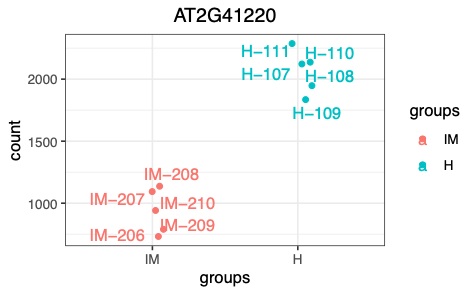 AT2G41220
count
2000
1500
1000
H−111
H−110
H−107
H−108
H−109
IM−208
IM−207
IM−210
IM−209
IM−206
IM
H
groups
groups
a IM
a H